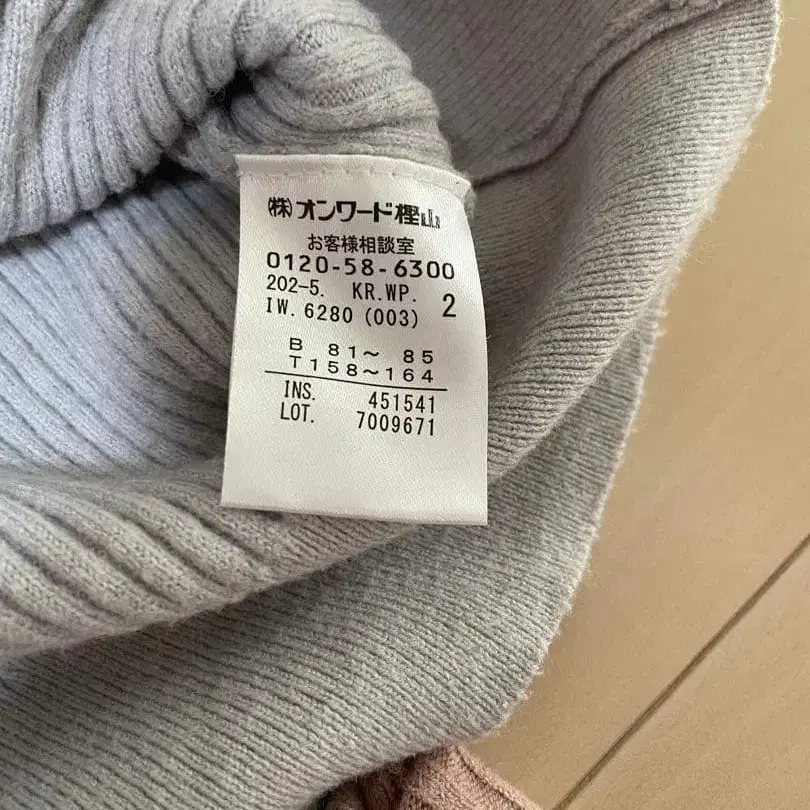 ㈱オンワード樫山
お客様相談室
0120-58-6300
202-5. KR.WP. 2
IW.6280(003)
B 81～ 85
T158～164
INS. 451541
LOT. 7009671